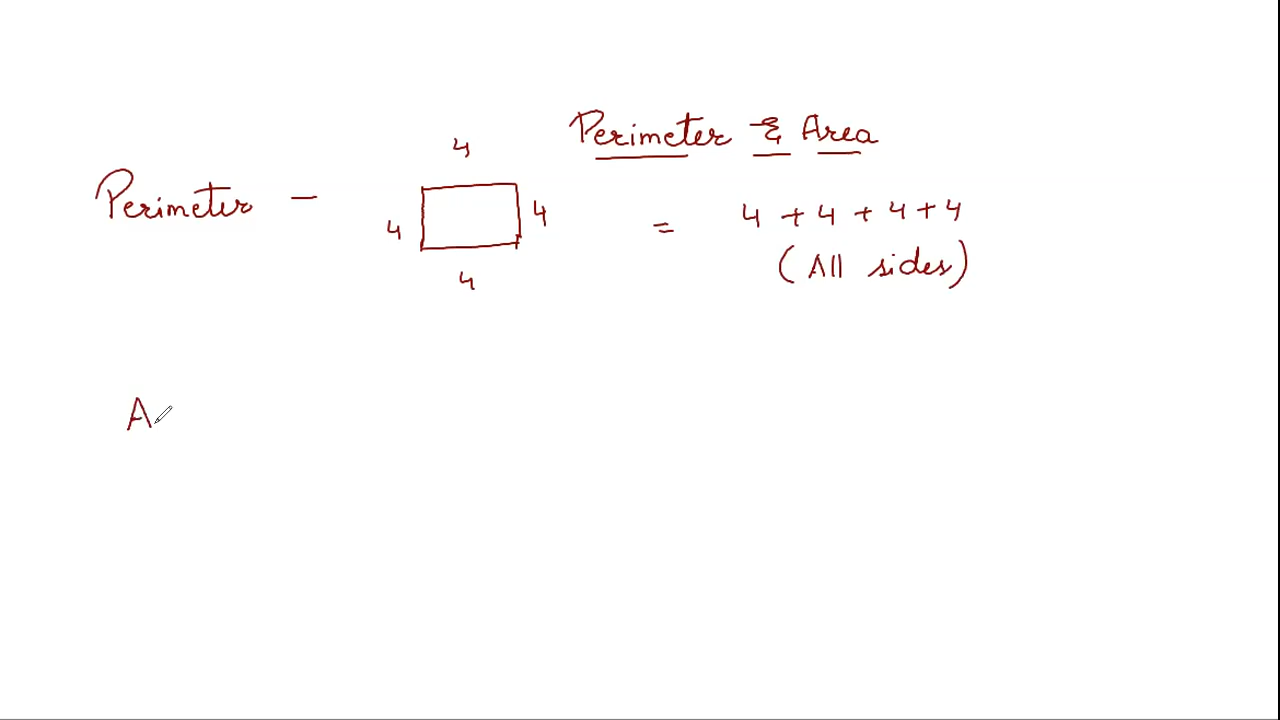 Perimeter & Area
4
Perimeter - 4 4 = 4 + 4 + 4 + 4
(All sides)
4
A